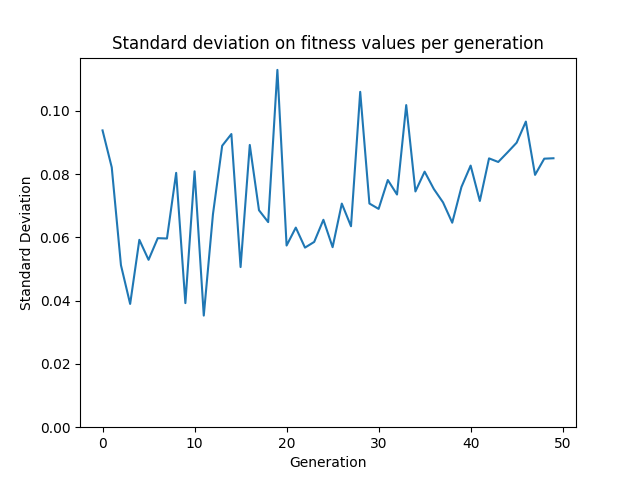 Standard deviation on fitness values per generation
0.10
0.08
0.06
0.04
0.02
0.00
Standard Deviation
0 10 20 30 40 50
Generation